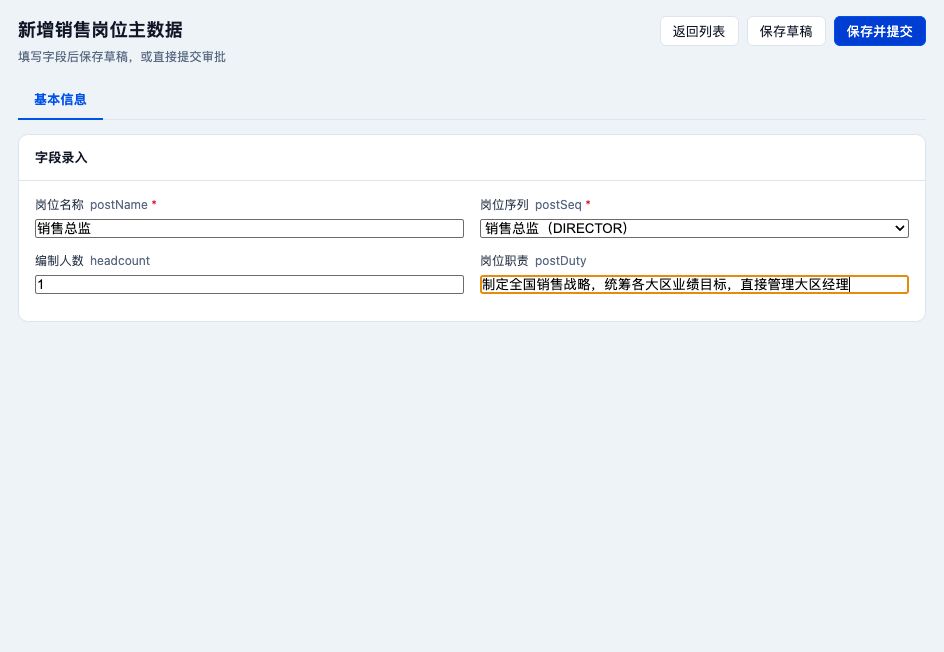 新增销售岗位主数据
返回列表 保存草稿 保存并提交
填写字段后保存草稿，或直接提交审批
基本信息
字段录入
岗位名称 postName * 岗位序列 postSeq *
销售总监 销售总监（DIRECTOR）
编制人数 headcount 岗位职责 postDuty
1 制定全国销售战略，统筹各大区业绩目标，直接管理大区经理